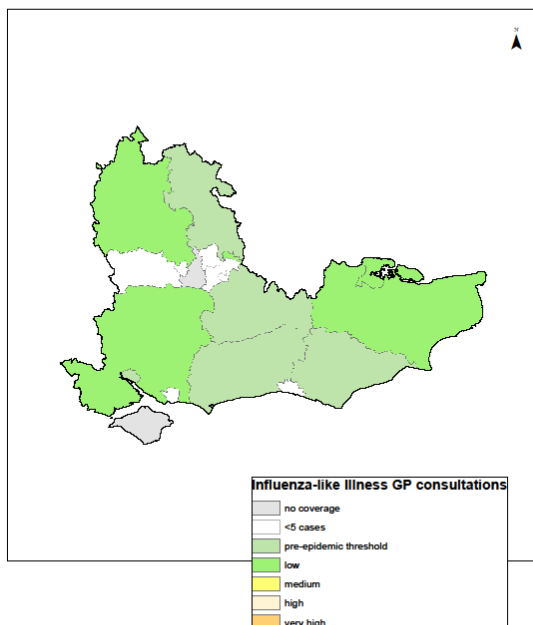 N
Influenza-like Illness GP consultations
no coverage
<5 cases
pre-epidemic threshold
low
medium
high
very high